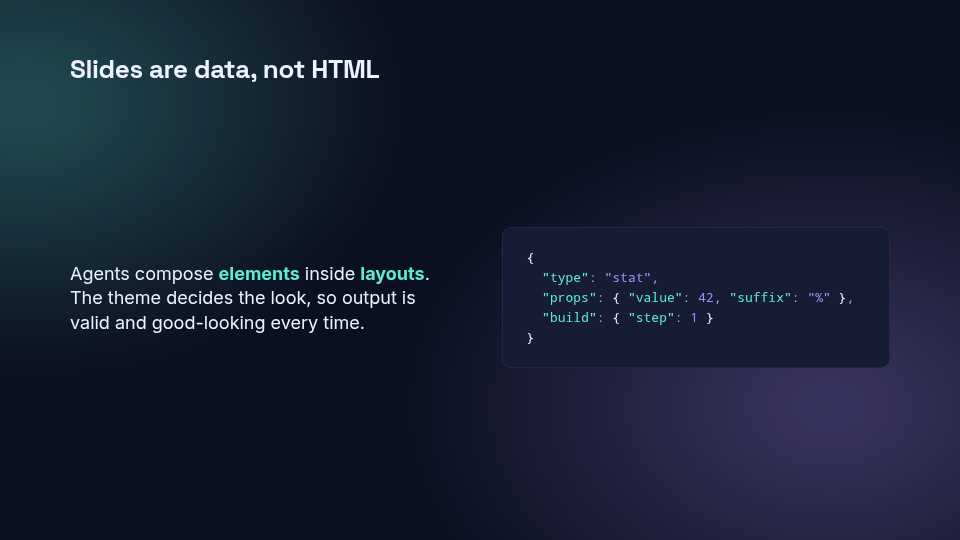 Slides are data, not HTML
Agents compose elements inside layouts.
The theme decides the look, so output is
valid and good-looking every time.
{
  "type": "stat",
  "props": { "value": 42, "suffix": "%" },
  "build": { "step": 1 }
}